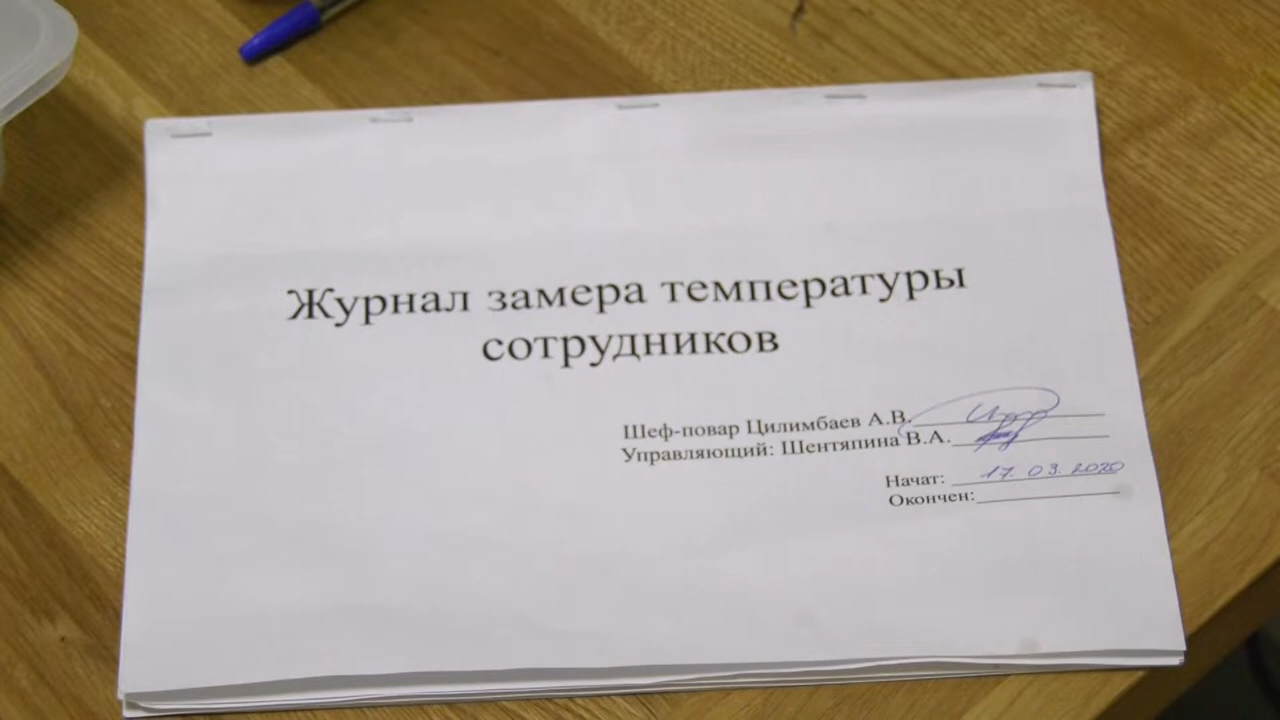 Журнал замера температуры
сотрудников
Шеф-повар Цилимбаев А.В.
Управляющий: Шентяпина В.А.
Начат: 17.03.2020
Окончен: